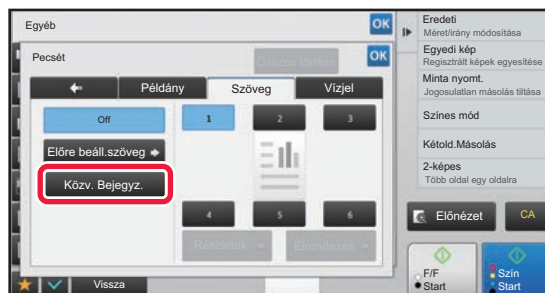 Egyéb
OK
Pecsét
Összes törlése
OK
Példány
Szöveg
Vízjel
Off
Előre beáll.szöveg
Közv. Bejegyz.
1
2
3
4
5
6
Részletek
Elrendezés
Vissza
Eredeti
Méret/irány módosítása
Egyedi kép
Regisztrált képek egyesítése
Minta nyomt.
Jogosulatlan másolás tiltása
Színes mód
Kétold.Másolás
2-képes
Több oldal egy oldalra
Előnézet
CA
F/F
Start
Szín
Start